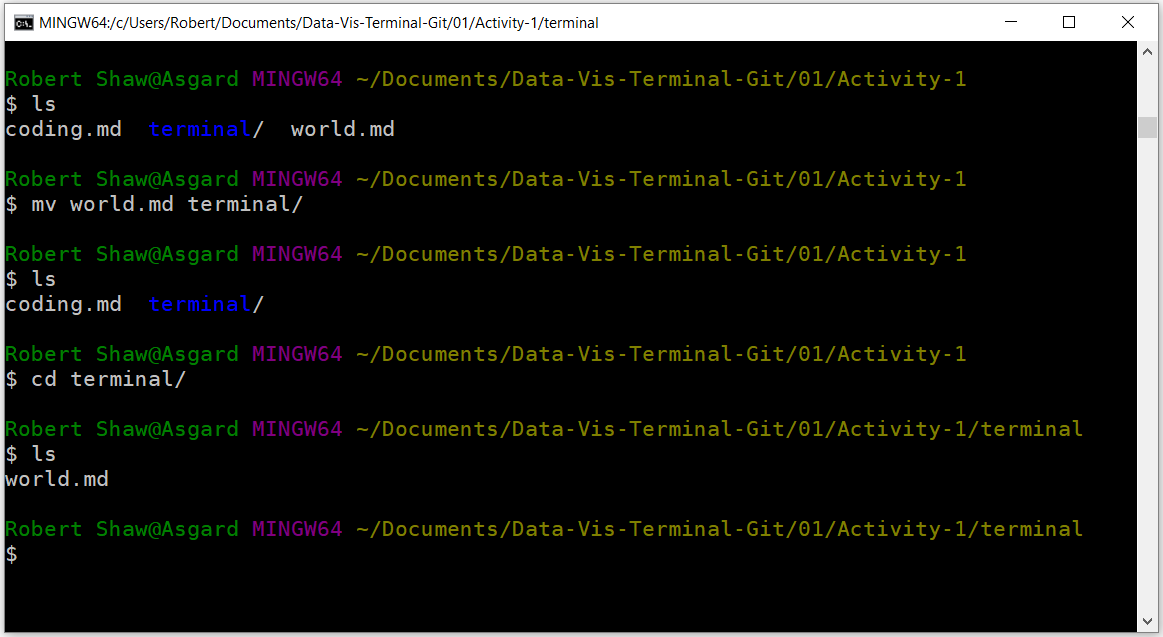 MINGW64:/c/Users/Robert/Documents/Data-Vis-Terminal-Git/01/Activity-1/terminal
Robert Shaw@Asgard MINGW64 ~/Documents/Data-Vis-Terminal-Git/01/Activity-1
$ ls
coding.md  terminal/  world.md
Robert Shaw@Asgard MINGW64 ~/Documents/Data-Vis-Terminal-Git/01/Activity-1
$ mv world.md terminal/
Robert Shaw@Asgard MINGW64 ~/Documents/Data-Vis-Terminal-Git/01/Activity-1
$ ls
coding.md  terminal/
Robert Shaw@Asgard MINGW64 ~/Documents/Data-Vis-Terminal-Git/01/Activity-1
$ cd terminal/
Robert Shaw@Asgard MINGW64 ~/Documents/Data-Vis-Terminal-Git/01/Activity-1/terminal
$ ls
world.md
Robert Shaw@Asgard MINGW64 ~/Documents/Data-Vis-Terminal-Git/01/Activity-1/terminal
$